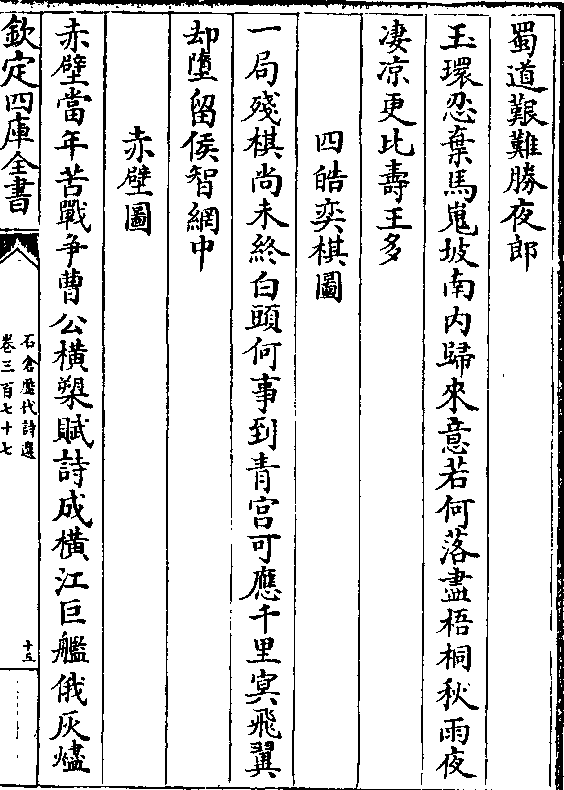 蜀道艱難勝夜郎
玉環忍棄馬嵬坡南内歸來意若何落盡梧桐秋雨夜
凄凉更比壽王多
四皓奕棋圖
一局殘棋尚未終白頭何事到青宫可應千里㝠飛翼
却墮留侯智網中
赤壁圖
赤壁當年苦戰爭曹公横槊賦詩成横江巨艦俄灰燼
欽定四庫全書
石倉歷代詩選
卷三百七十七
十五